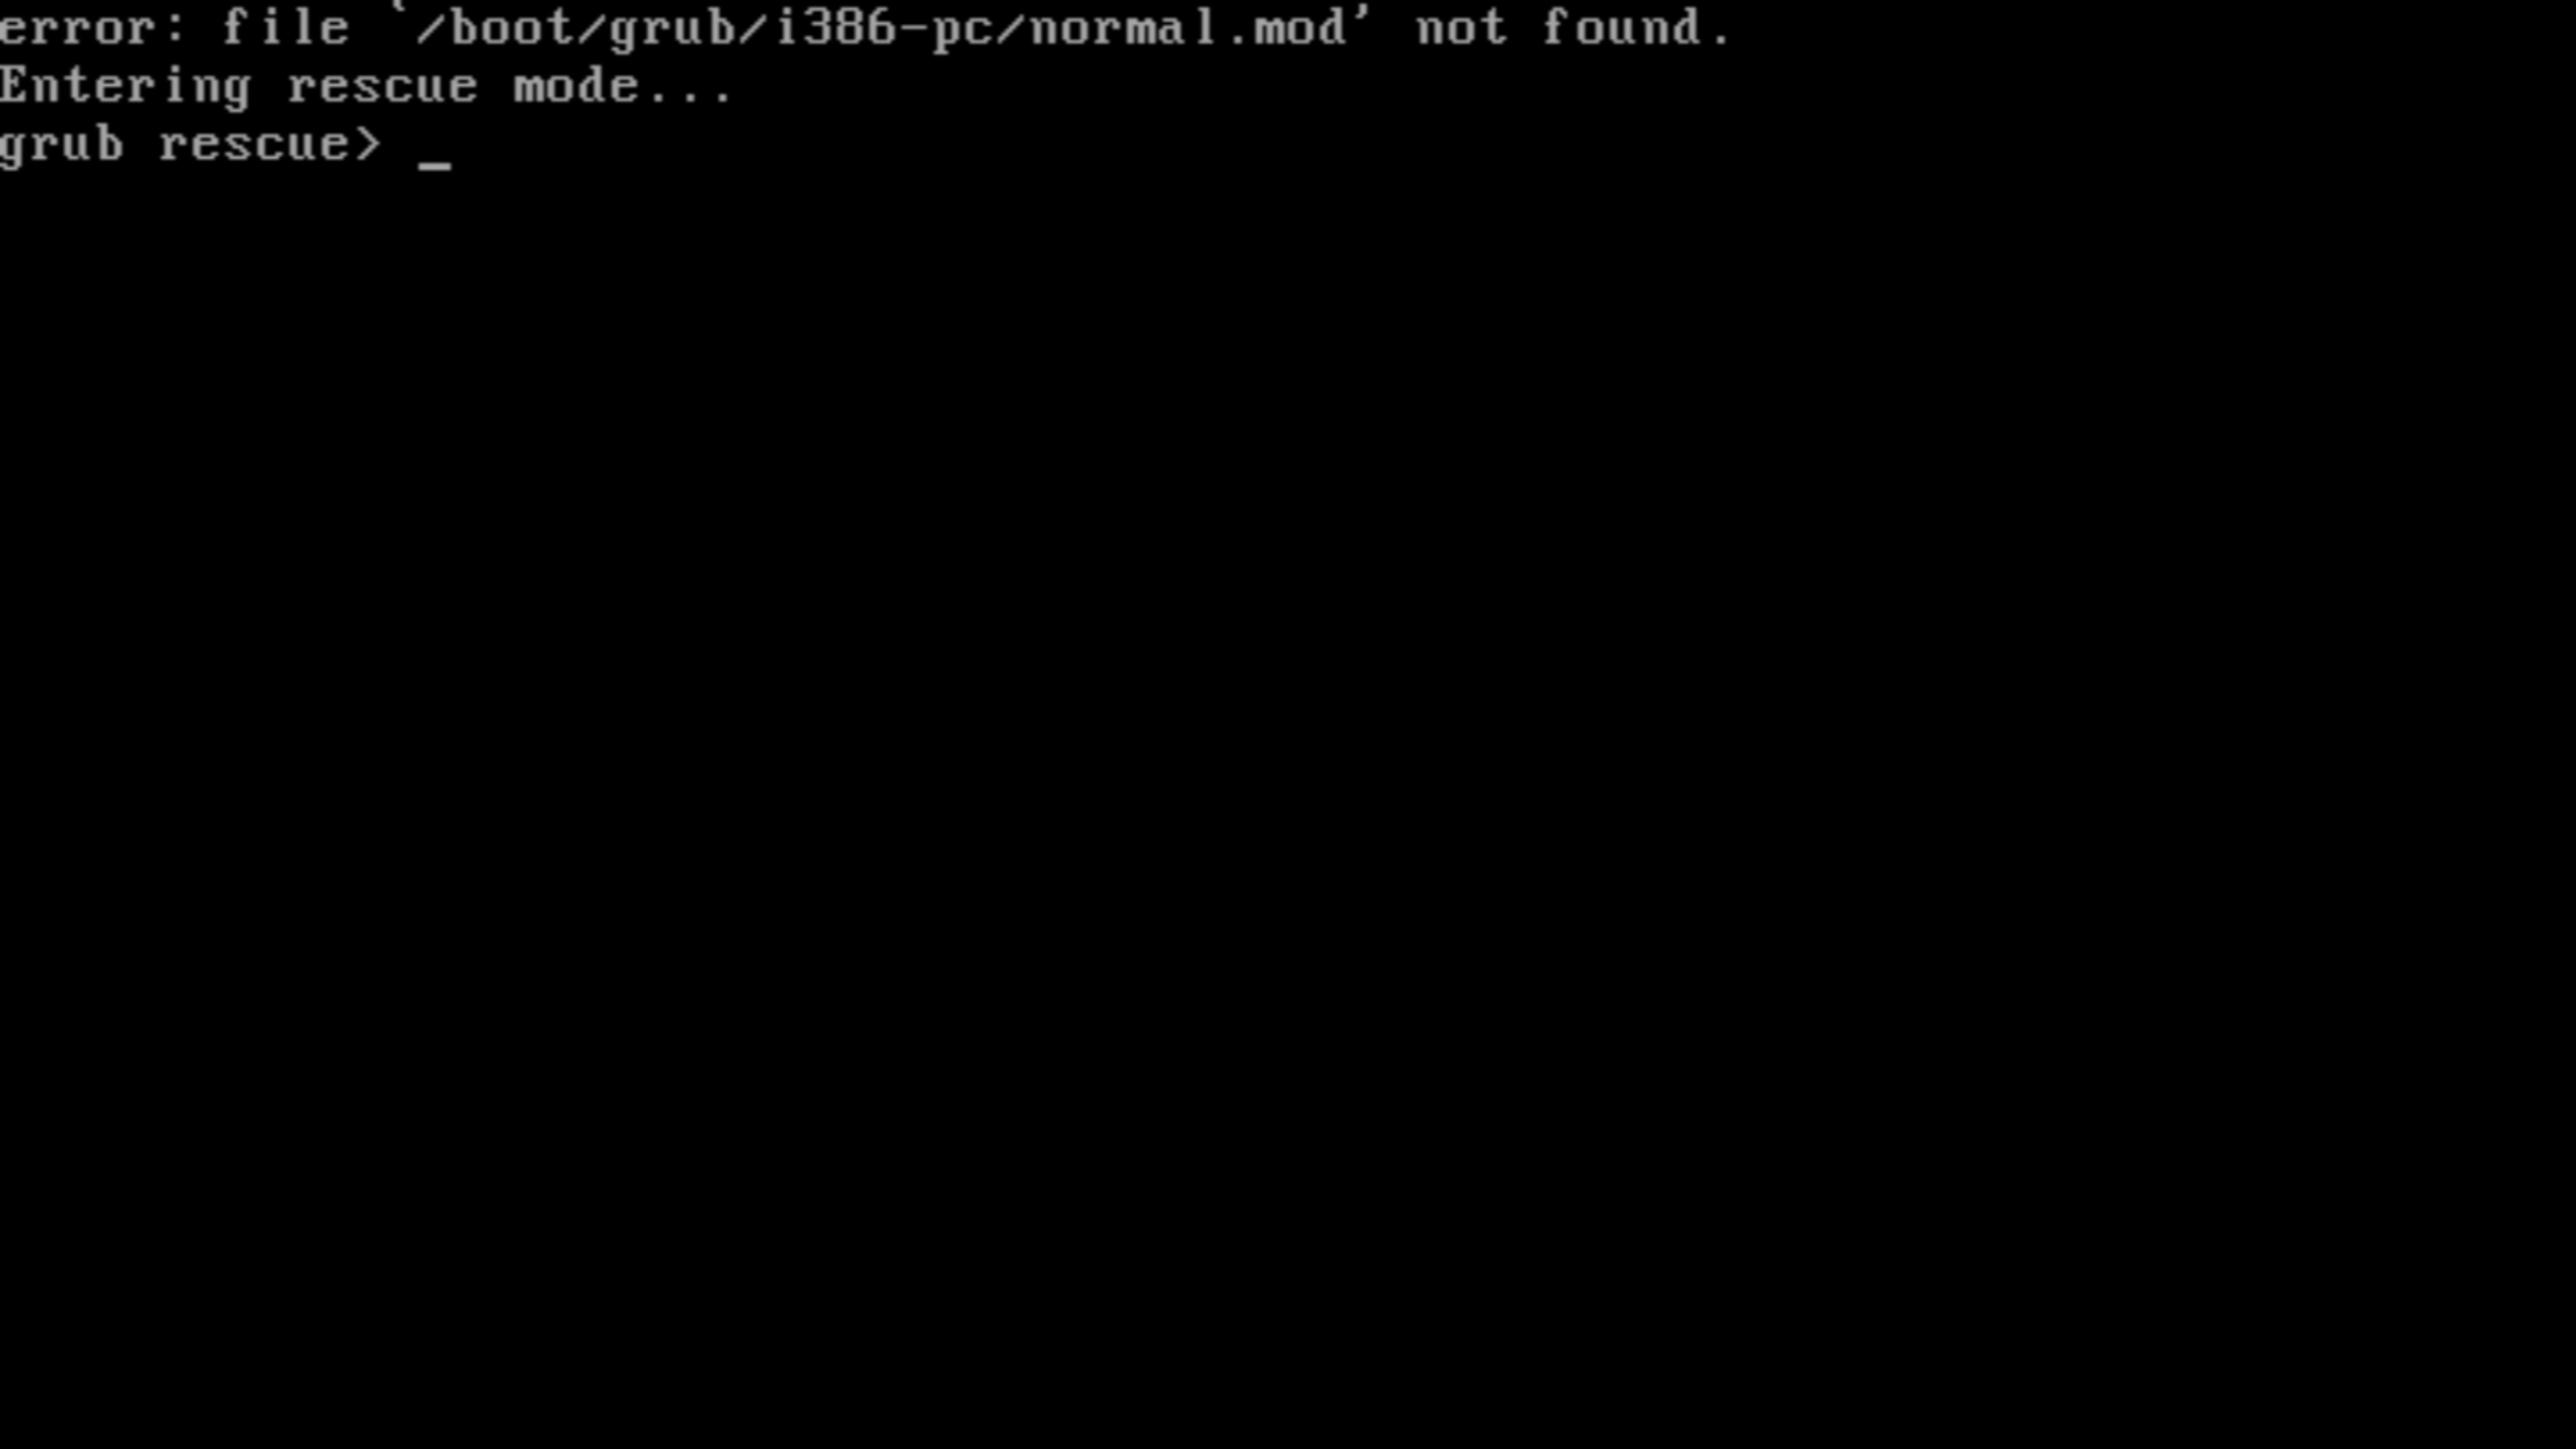 error: file `/boot/grub/i386-pc/normal.mod' not found.
Entering rescue mode...
grub rescue> _